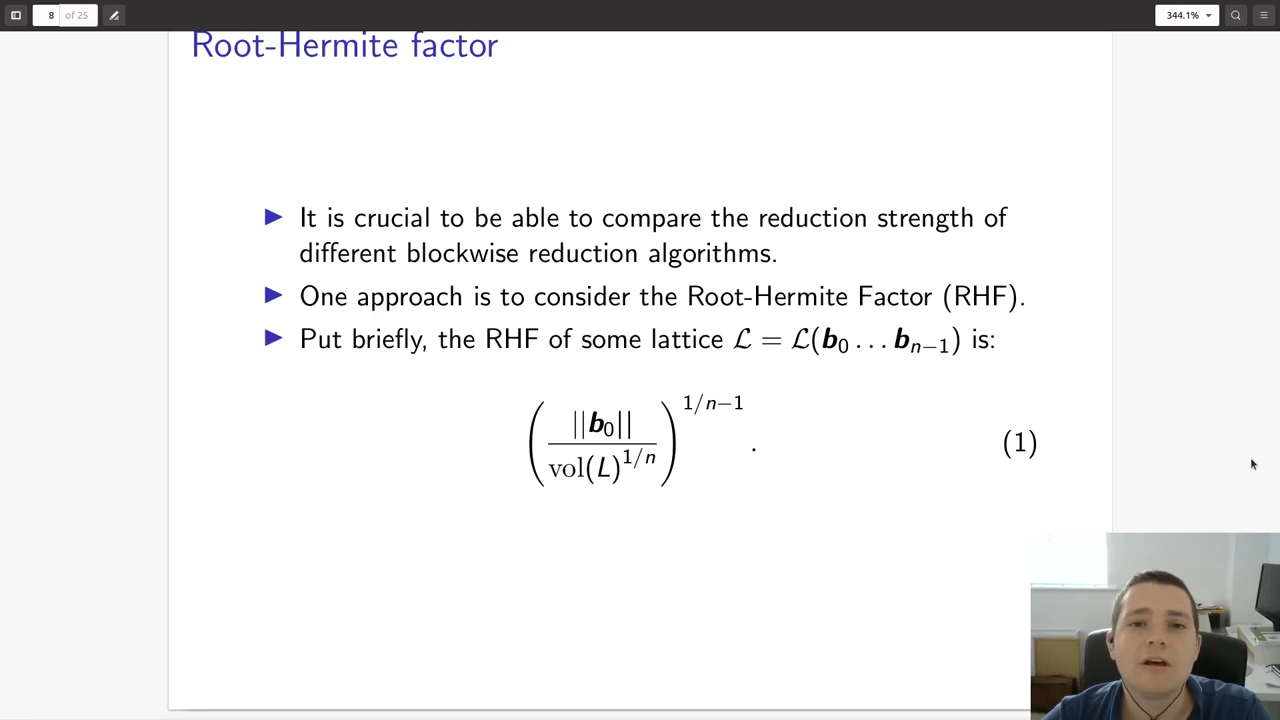 8 of 25
344.1%
Root-Hermite factor
▶ It is crucial to be able to compare the reduction strength of
different blockwise reduction algorithms.
▶ One approach is to consider the Root-Hermite Factor (RHF).
▶ Put briefly, the RHF of some lattice ℒ = ℒ(b₀ … bₙ₋₁) is:
(||b₀|| / vol(L)^{1/n})^{1/n−1} . (1)